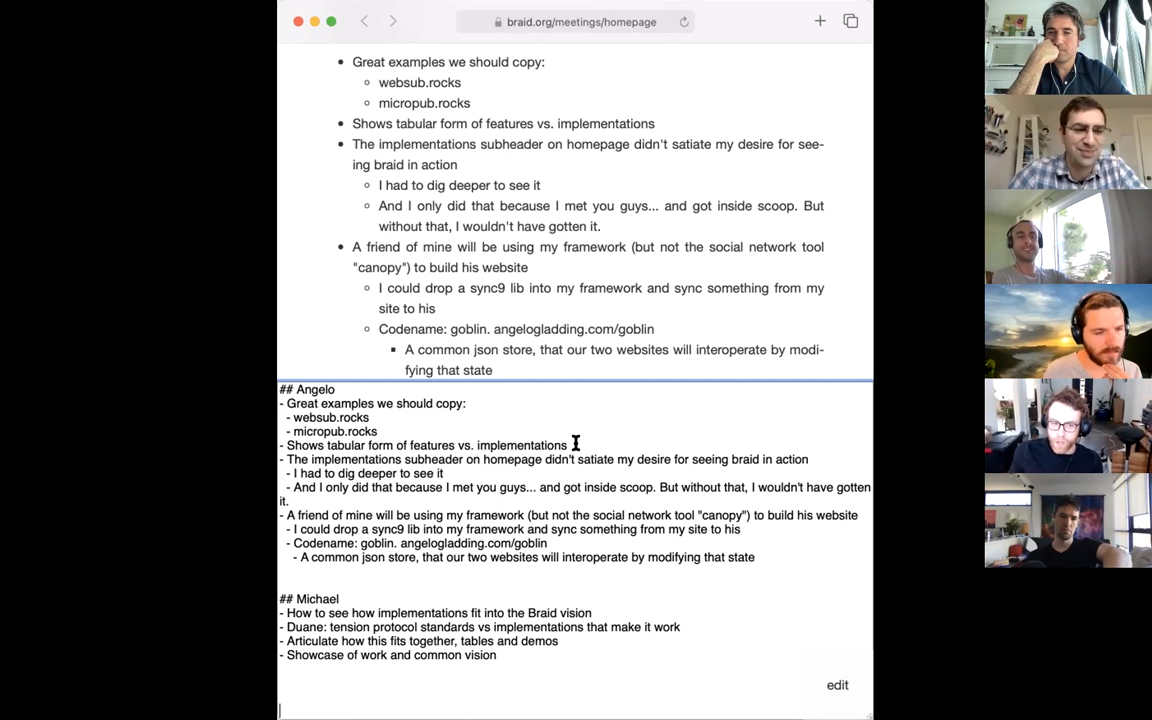 braid.org/meetings/homepage
• Great examples we should copy:
◦ websub.rocks
◦ micropub.rocks
• Shows tabular form of features vs. implementations
• The implementations subheader on homepage didn't satiate my desire for see-
ing braid in action
◦ I had to dig deeper to see it
◦ And I only did that because I met you guys... and got inside scoop. But
without that, I wouldn't have gotten it.
• A friend of mine will be using my framework (but not the social network tool
"canopy") to build his website
◦ I could drop a sync9 lib into my framework and sync something from my
site to his
◦ Codename: goblin. angelogladding.com/goblin
▪ A common json store, that our two websites will interoperate by modi-
fying that state
## Angelo
- Great examples we should copy:
- websub.rocks
- micropub.rocks
- Shows tabular form of features vs. implementations
- The implementations subheader on homepage didn't satiate my desire for seeing braid in action
- I had to dig deeper to see it
- And I only did that because I met you guys... and got inside scoop. But without that, I wouldn't have gotten
it.
- A friend of mine will be using my framework (but not the social network tool "canopy") to build his website
- I could drop a sync9 lib into my framework and sync something from my site to his
- Codename: goblin. angelogladding.com/goblin
- A common json store, that our two websites will interoperate by modifying that state
## Michael
- How to see how implementations fit into the Braid vision
- Duane: tension protocol standards vs implementations that make it work
- Articulate how this fits together, tables and demos
- Showcase of work and common vision
edit